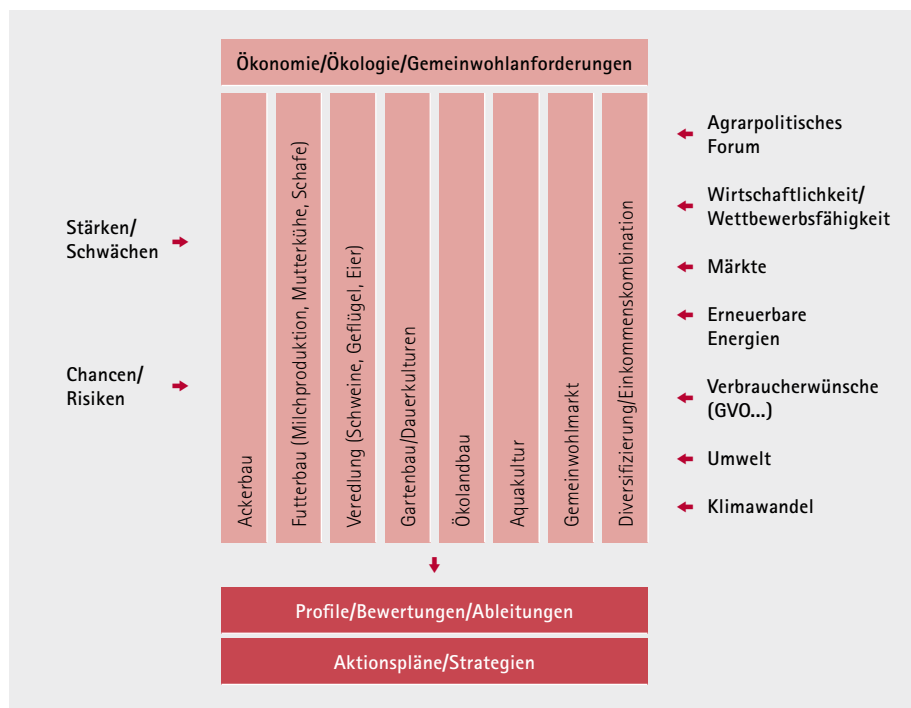 Ökonomie/Ökologie/Gemeinwohlanforderungen
Stärken/
Schwächen
Chancen/
Risiken
Ackerbau
Futterbau (Milchproduktion, Mutterkühe, Schafe)
Veredlung (Schweine, Geflügel, Eier)
Gartenbau/Dauerkulturen
Ökolandbau
Aquakultur
Gemeinwohlmarkt
Diversifizierung/Einkommenskombination
Agrarpolitisches
Forum
Wirtschaftlichkeit/
Wettbewerbsfähigkeit
Märkte
Erneuerbare
Energien
Verbraucherwünsche
(GVO...)
Umwelt
Klimawandel
Profile/Bewertungen/Ableitungen
Aktionspläne/Strategien